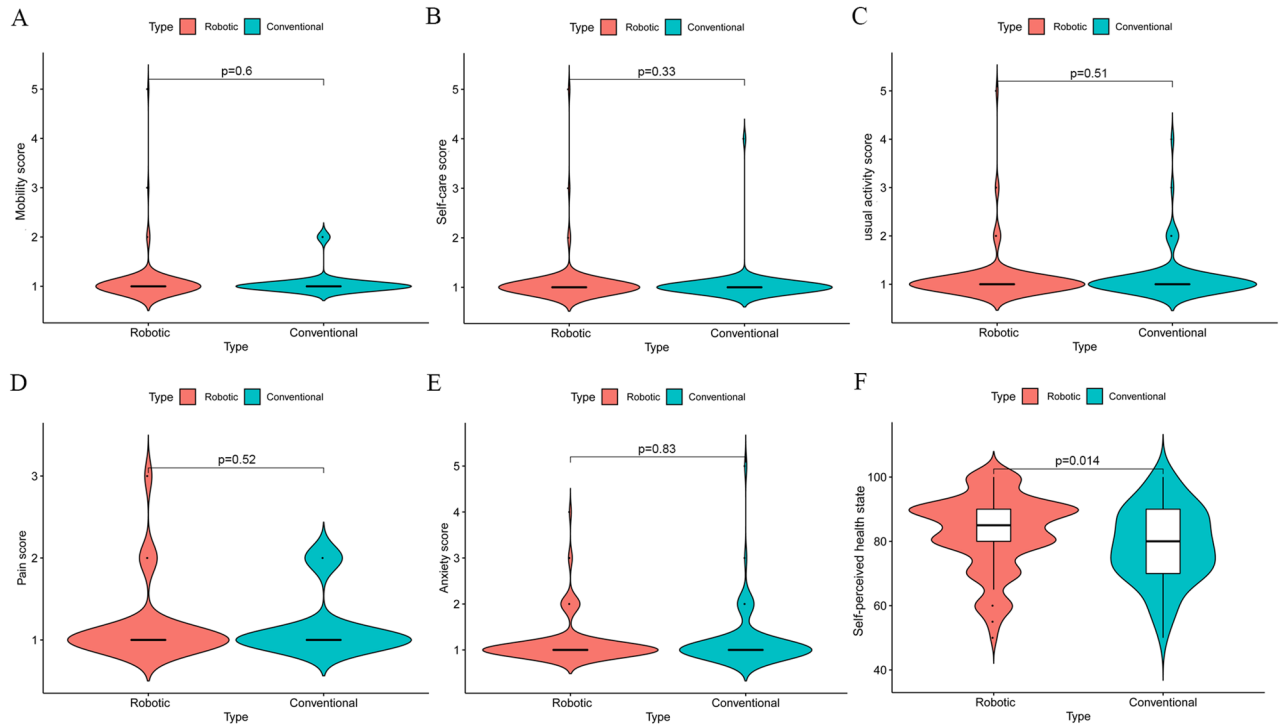 A
Type Robotic Conventional
p=0.6
Mobility score
5
4
3
2
1
Robotic Conventional
Type
B
Type Robotic Conventional
p=0.33
Self-care score
5
4
3
2
1
Robotic Conventional
Type
C
Type Robotic Conventional
p=0.51
usual activity score
5
4
3
2
1
Robotic Conventional
Type
D
Type Robotic Conventional
p=0.52
Pain score
3
2
1
Robotic Conventional
Type
E
Type Robotic Conventional
p=0.83
Anxiety score
5
4
3
2
1
Robotic Conventional
Type
F
Type Robotic Conventional
p=0.014
Self-perceived health state
100
80
60
40
Robotic Conventional
Type